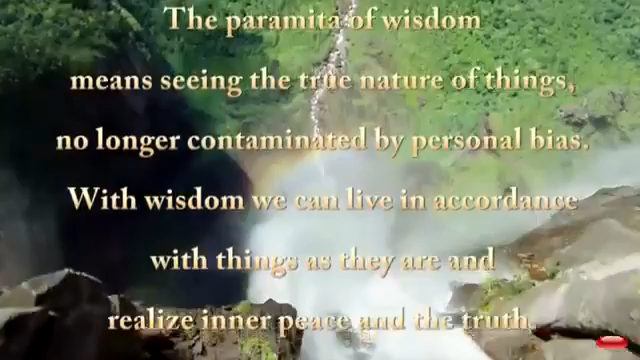 The paramita of wisdom
means seeing the true nature of things,
no longer contaminated by personal bias.
With wisdom we can live in accordance
with things as they are and
realize inner peace and the truth.